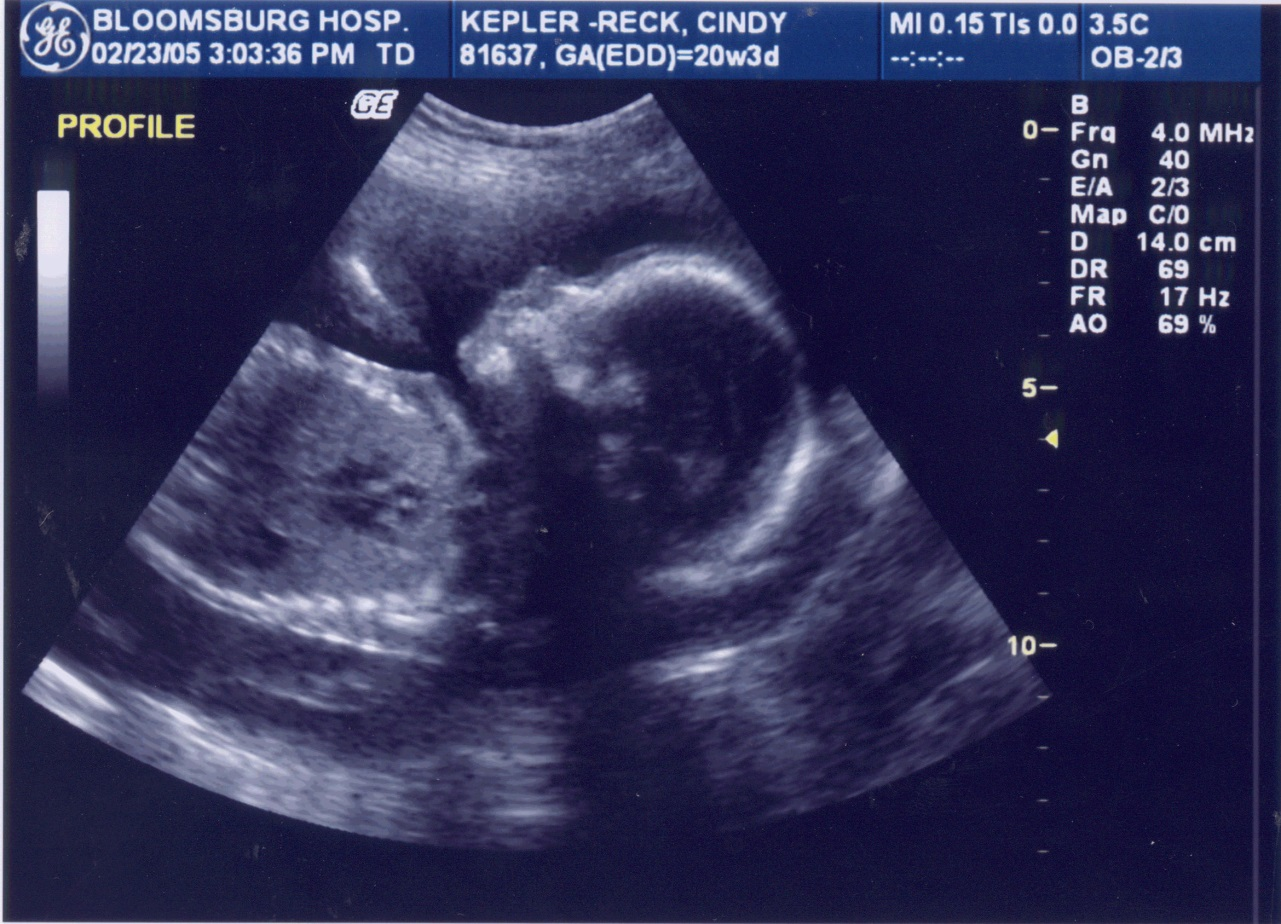 GE
BLOOMSBURG HOSP.
02/23/05 3:03:36 PM TD
KEPLER -RECK, CINDY
81637, GA(EDD)=20w3d
MI 0.15 TIs 0.0
--:--:--
3.5C
OB-2/3
GE
PROFILE
B
Frq 4.0 MHz
Gn 40
E/A 2/3
Map C/0
D 14.0 cm
DR 69
FR 17 Hz
AO 69 %
0
5
10